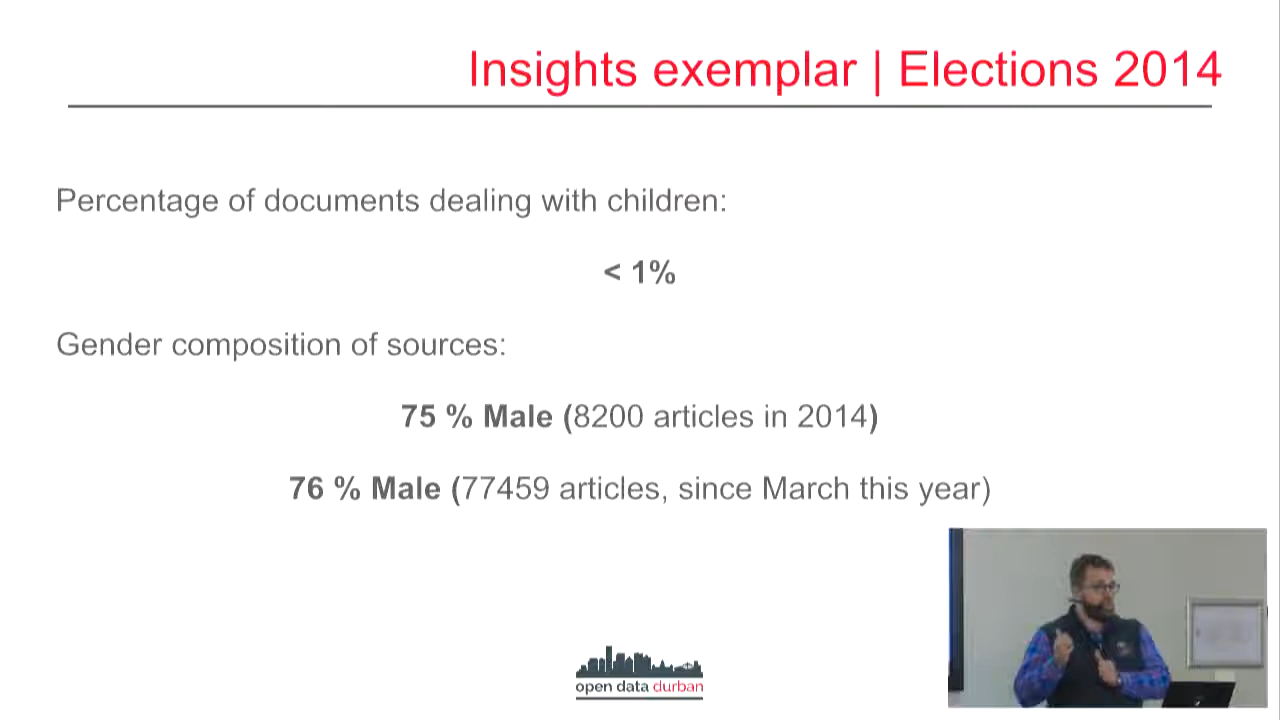 Insights exemplar | Elections 2014
Percentage of documents dealing with children:
< 1%
Gender composition of sources:
75 % Male (8200 articles in 2014)
76 % Male (77459 articles, since March this year)
open data durban